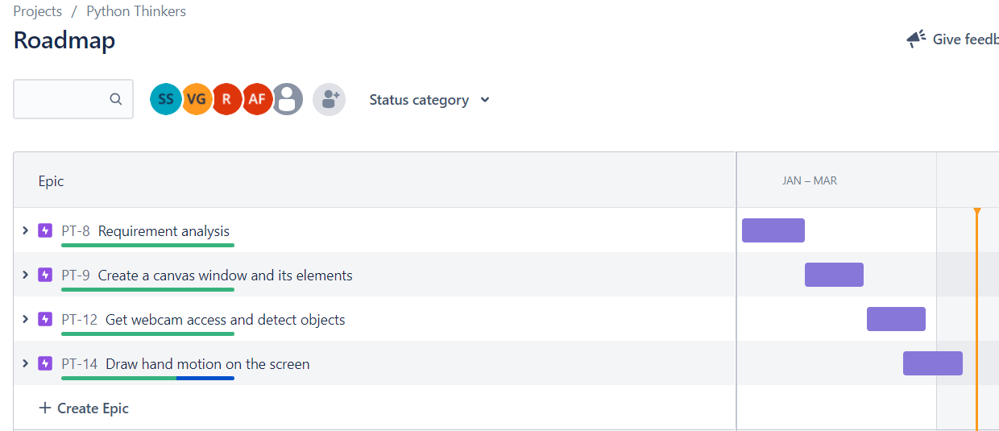 Projects / Python Thinkers
Roadmap
Give feedb
SS VG R AF Status category
Epic
JAN – MAR
PT-8 Requirement analysis
PT-9 Create a canvas window and its elements
PT-12 Get webcam access and detect objects
PT-14 Draw hand motion on the screen
+ Create Epic